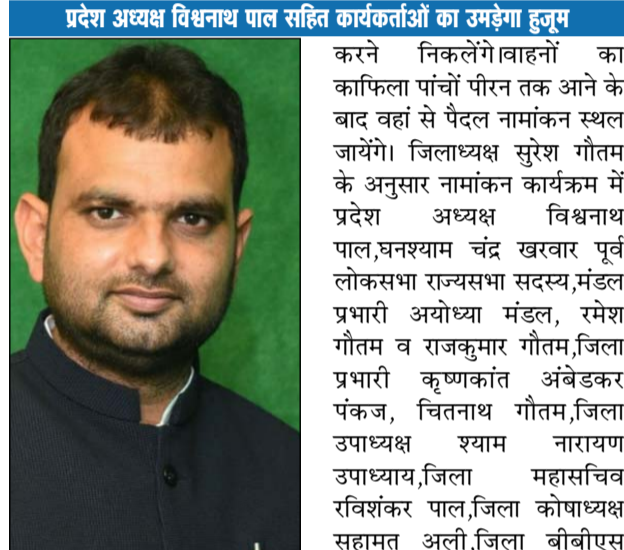 प्रदेश अध्यक्ष विश्वनाथ पाल सहित कार्यकर्ताओं का उमड़ेगा हुजूम
करने निकलेंगे।वाहनों का
काफिला पांचों पीरन तक आने के
बाद वहां से पैदल नामांकन स्थल
जायेंगे। जिलाध्यक्ष सुरेश गौतम
के अनुसार नामांकन कार्यक्रम में
प्रदेश अध्यक्ष विश्वनाथ
पाल,घनश्याम चंद्र खरवार पूर्व
लोकसभा राज्यसभा सदस्य,मंडल
प्रभारी अयोध्या मंडल, रमेश
गौतम व राजकुमार गौतम,जिला
प्रभारी कृष्णकांत अंबेडकर
पंकज, चितनाथ गौतम,जिला
उपाध्यक्ष श्याम नारायण
उपाध्याय,जिला महासचिव
रविशंकर पाल,जिला कोषाध्यक्ष
सहामत अली,जिला बीबीएस